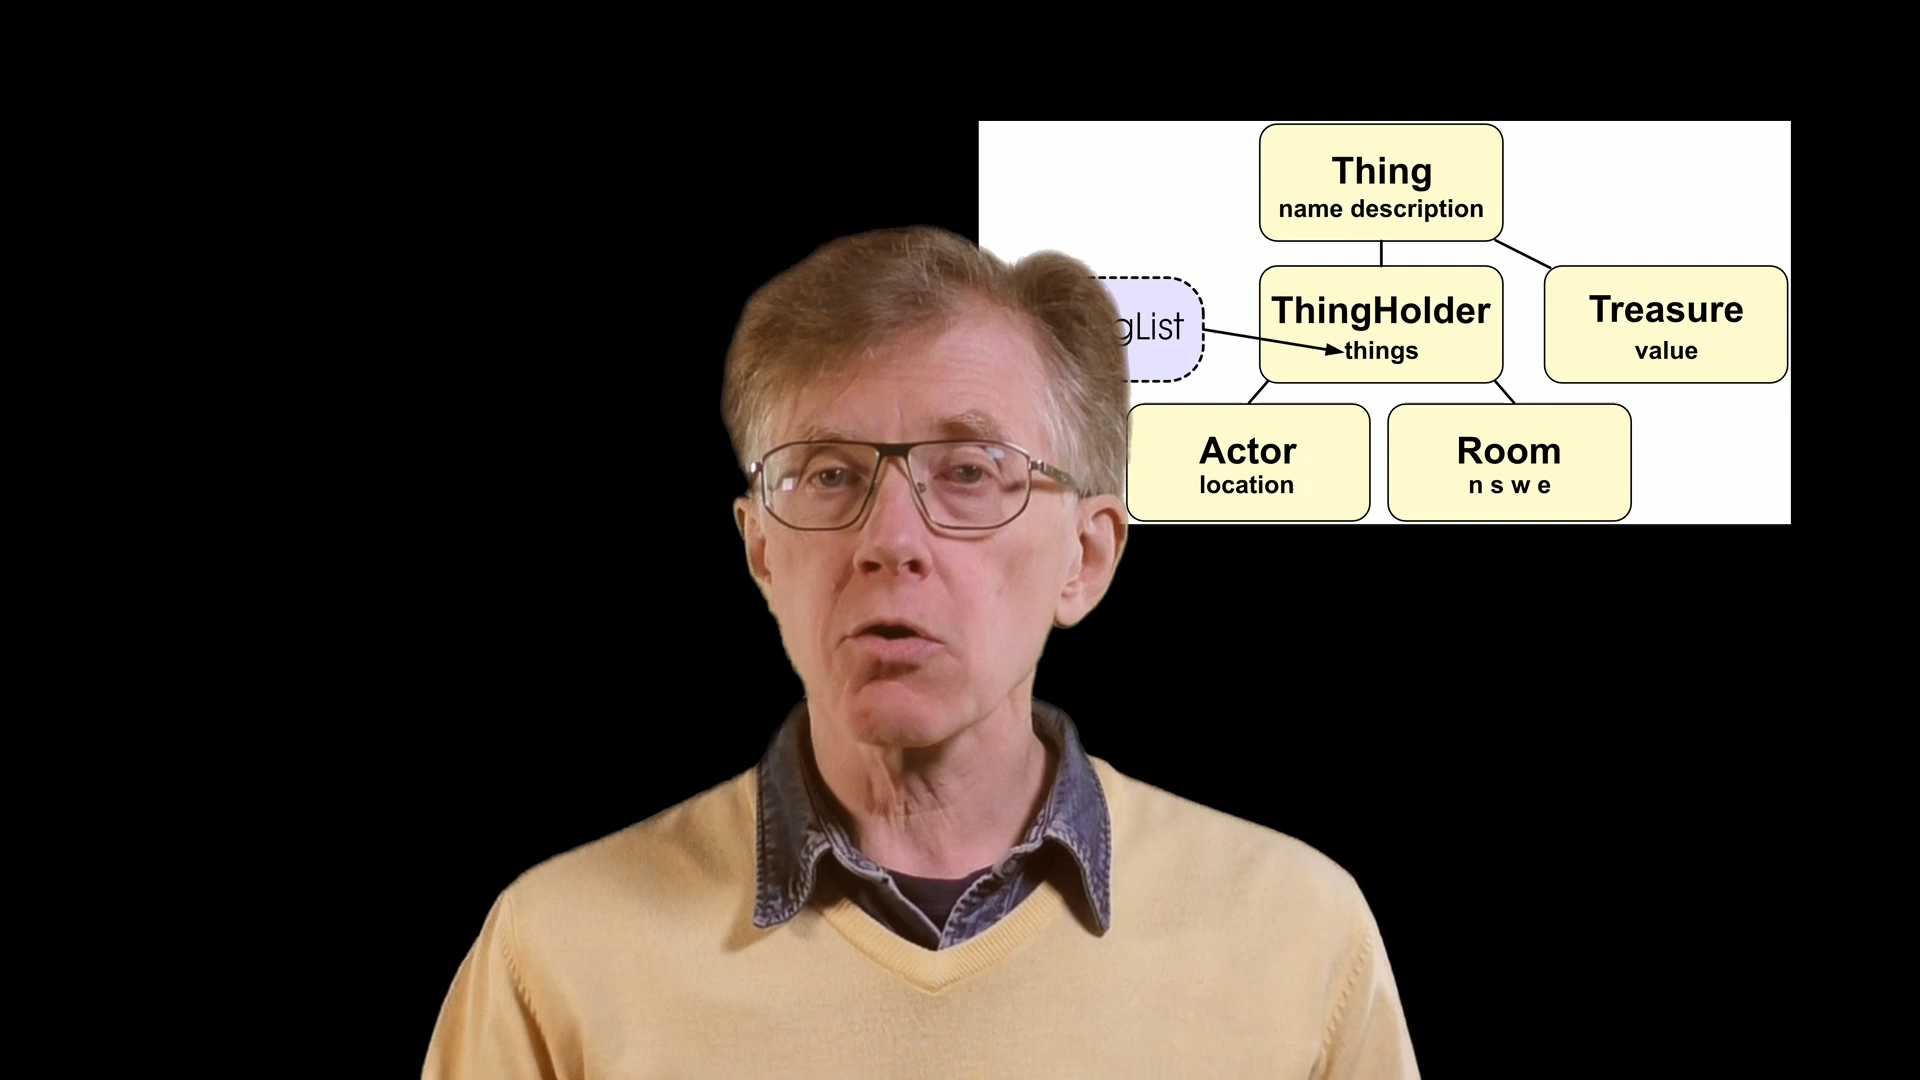 Thing
name description
gList
ThingHolder
things
Treasure
value
Actor
location
Room
n s w e